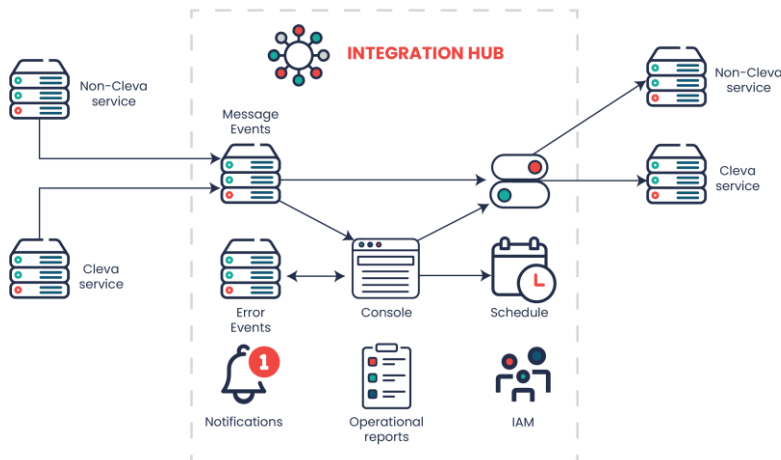 INTEGRATION HUB
Non-Cleva
service
Message
Events
Non-Cleva
service
Cleva
service
Cleva
service
Error
Events
Console
Schedule
1
Notifications
Operational
reports
IAM